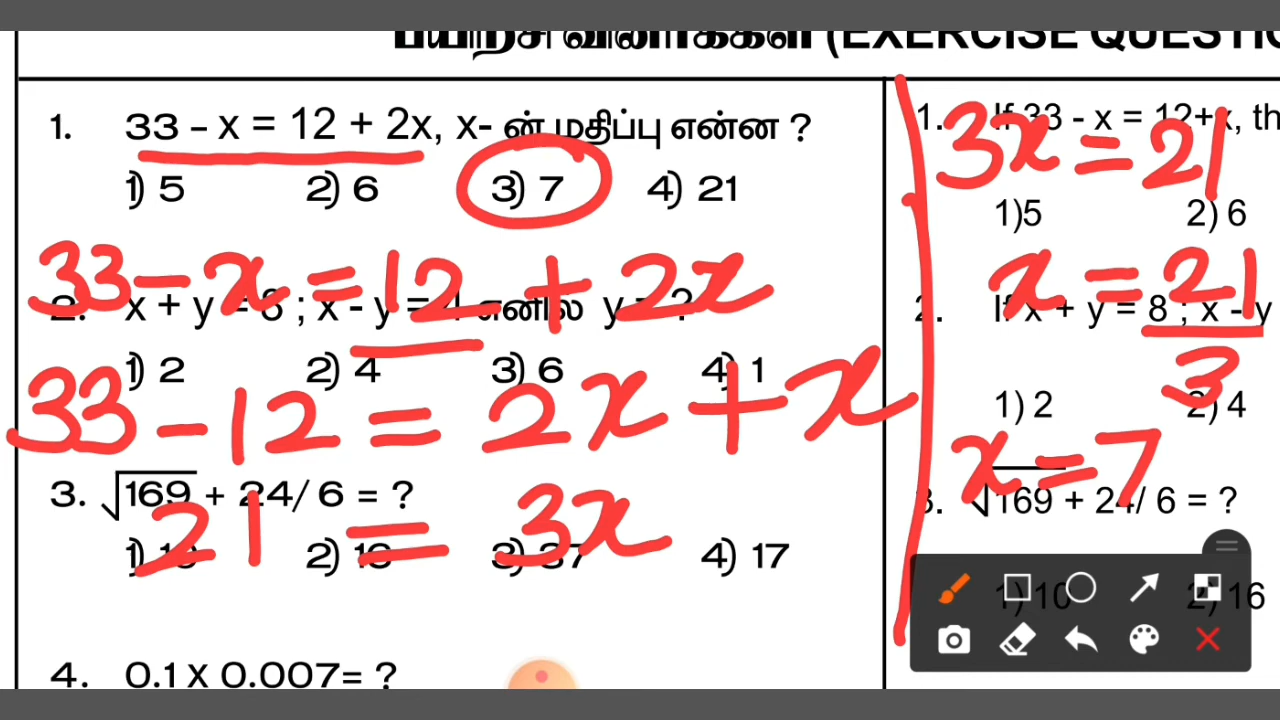 பயிற்சி வினாக்கள் (EXERCISE QUESTIO
1. 33 - x = 12 + 2x, x- ன் மதிப்பு என்ன ?
1) 5 2) 6 3) 7 4) 21
33 - x = 12 + 2x
2. x + y = 8 ; x - y = 4 எனில் y = ?
1) 2 2) 4 3) 6 4) 1
33 - 12 = 2x + x
3. √169 + 24/ 6 = ?
21 = 3x
2) 4) 17
4. 0.1 x 0.007= ?
1. If 33 - x = 12+x, th
3x = 21
1)5 2) 6
x = 21
3
2. If x + y = 8 ; x - y
1) 2 2) 4
x = 7
3. √169 + 24/ 6 = ?
1) 10 2) 16